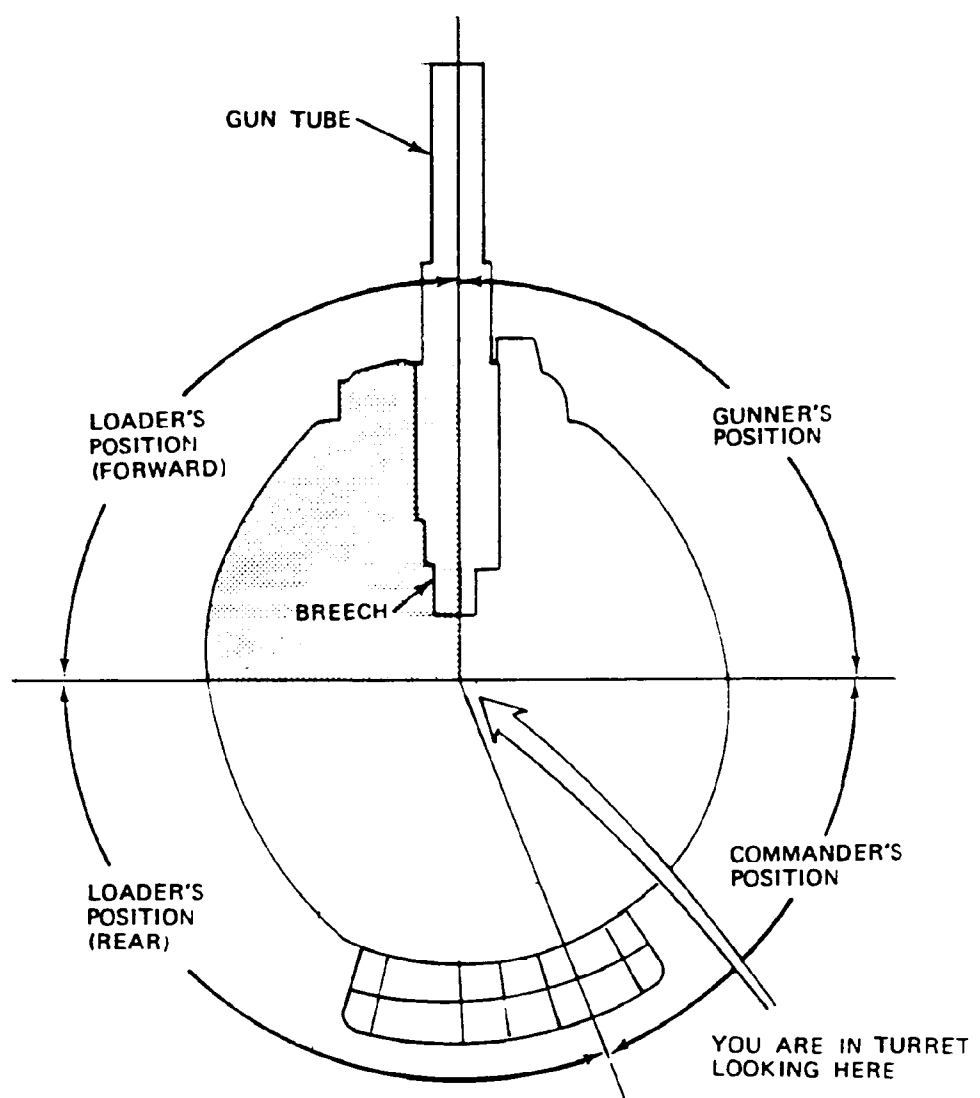 GUN TUBE
LOADER'S
POSITION
(FORWARD)
GUNNER'S
POSITION
BREECH
LOADER'S
POSITION
(REAR)
COMMANDER'S
POSITION
YOU ARE IN TURRET
LOOKING HERE